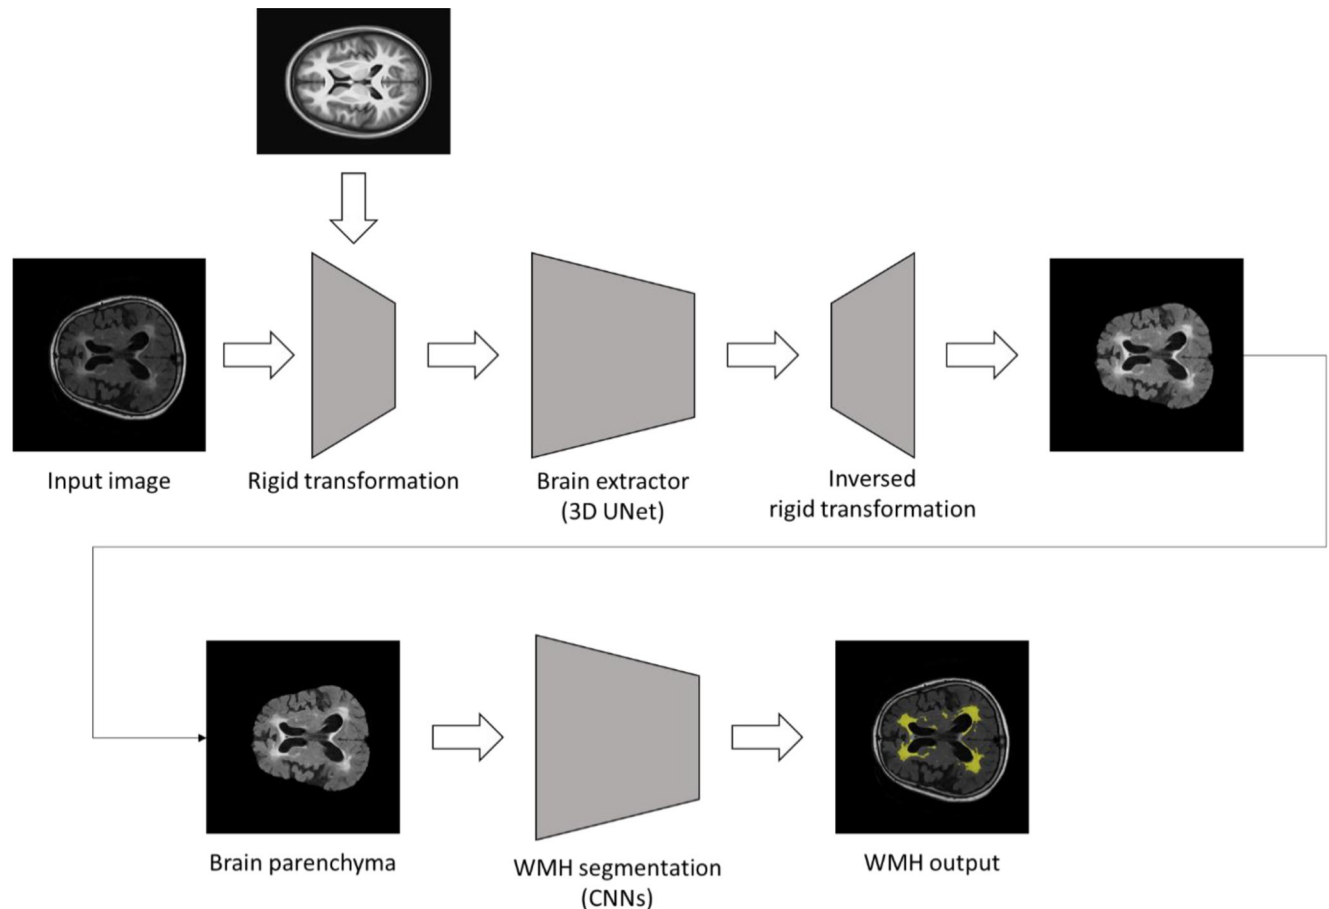 Input image
Rigid transformation
Brain extractor
(3D UNet)
Inversed
rigid transformation
Brain parenchyma
WMH segmentation
(CNNs)
WMH output